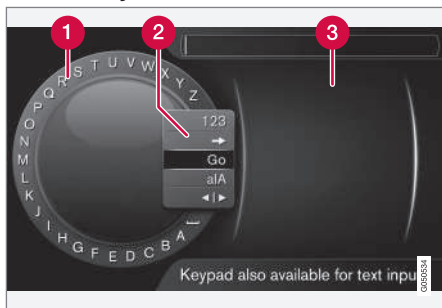 1
2
3
A B C D E F G H I J K L M N O P Q R S T U V W X Y Z
123
➡
Go
a|A
◄|►
Keypad also available for text inpu
G050534